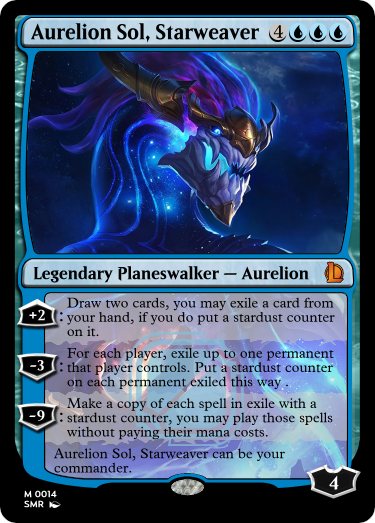 Aurelion Sol, Starweaver 4
Legendary Planeswalker — Aurelion
+2 : Draw two cards, you may exile a card from
your hand, if you do put a stardust counter
on it.
-3 : For each player, exile up to one permanent
that player controls. Put a stardust counter
on each permanent exiled this way .
-9 : Make a copy of each spell in exile with a
stardust counter, you may play those spells
without paying their mana costs.
Aurelion Sol, Starweaver can be your
commander.
4
M 0014
SMR